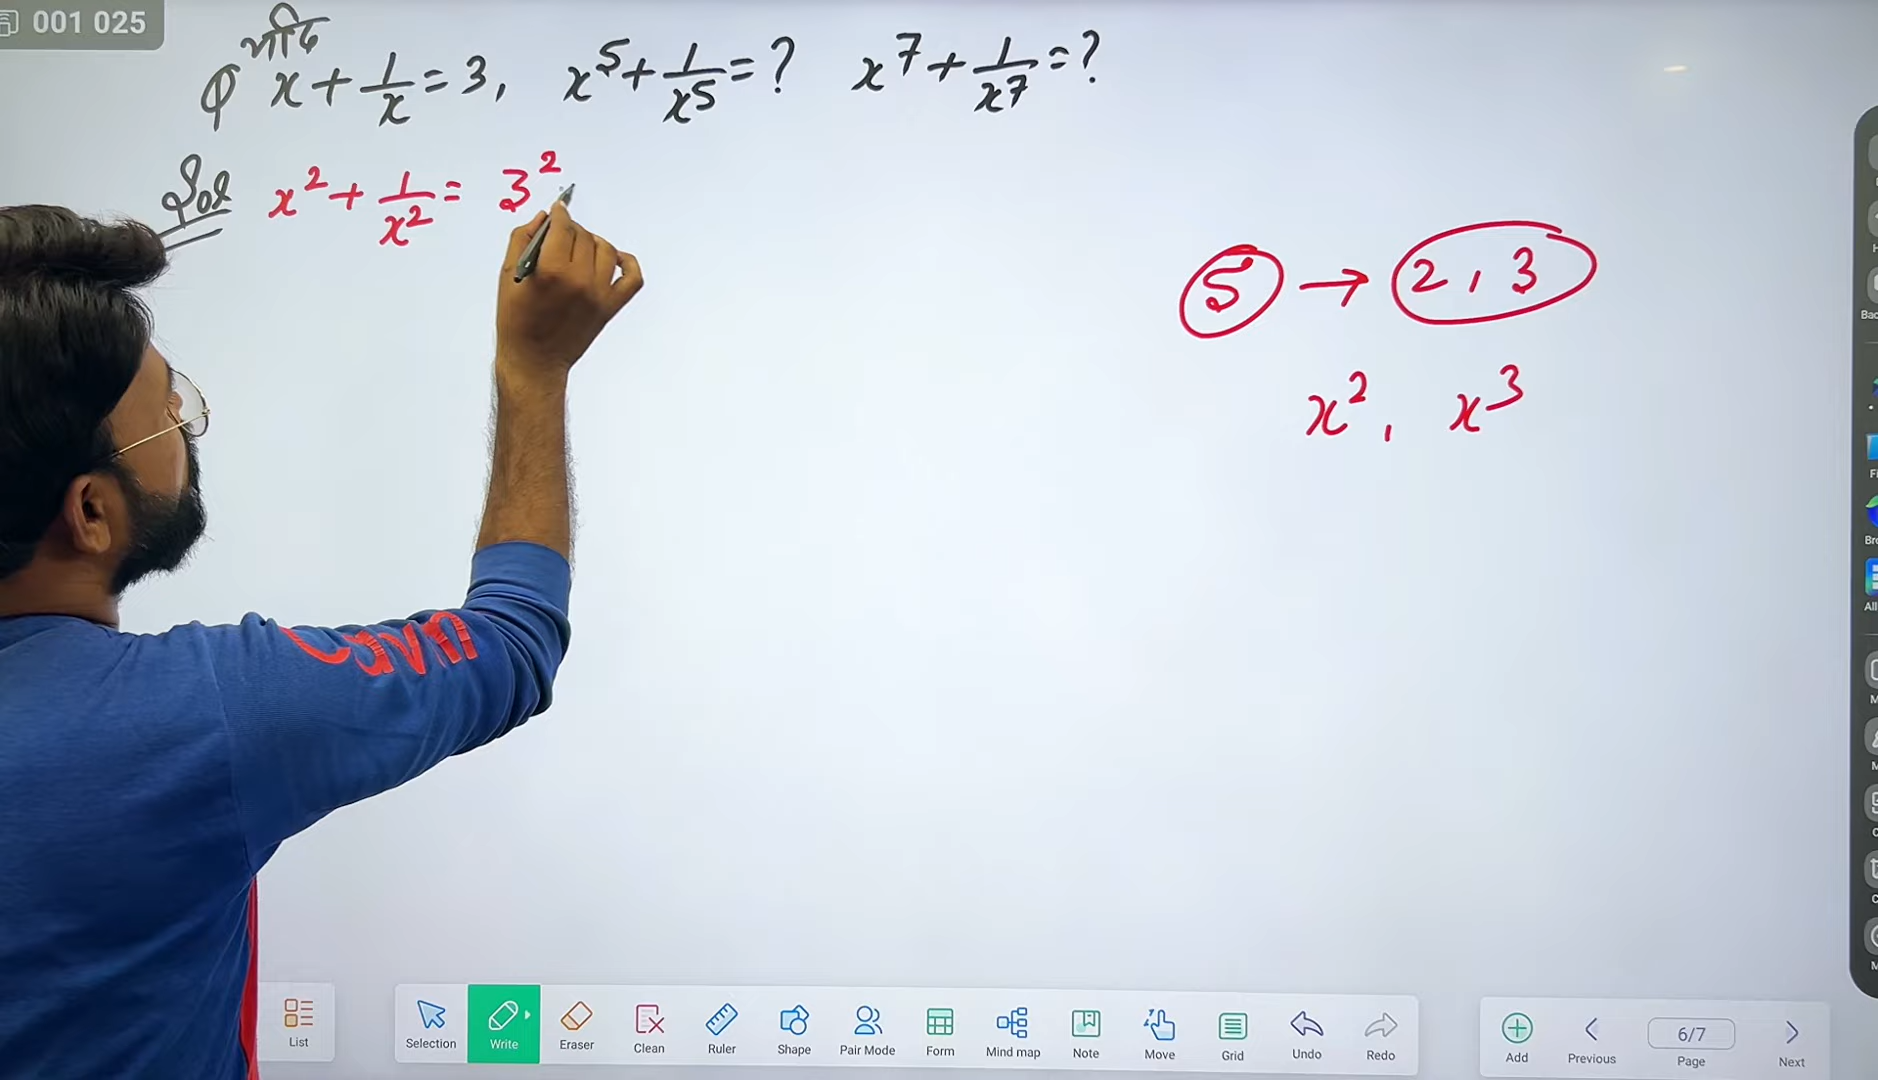 001 025
यदि
Q x + 1/x = 3, x⁵ + 1/x⁵ = ? x⁷ + 1/x⁷ = ?
Sol x² + 1/x² = 3²
5 → 2, 3
x², x³
List
Selection
Write
Eraser
Clean
Ruler
Shape
Pair Mode
Form
Mind map
Note
Move
Grid
Undo
Redo
Add
Previous
6/7
Page
Next